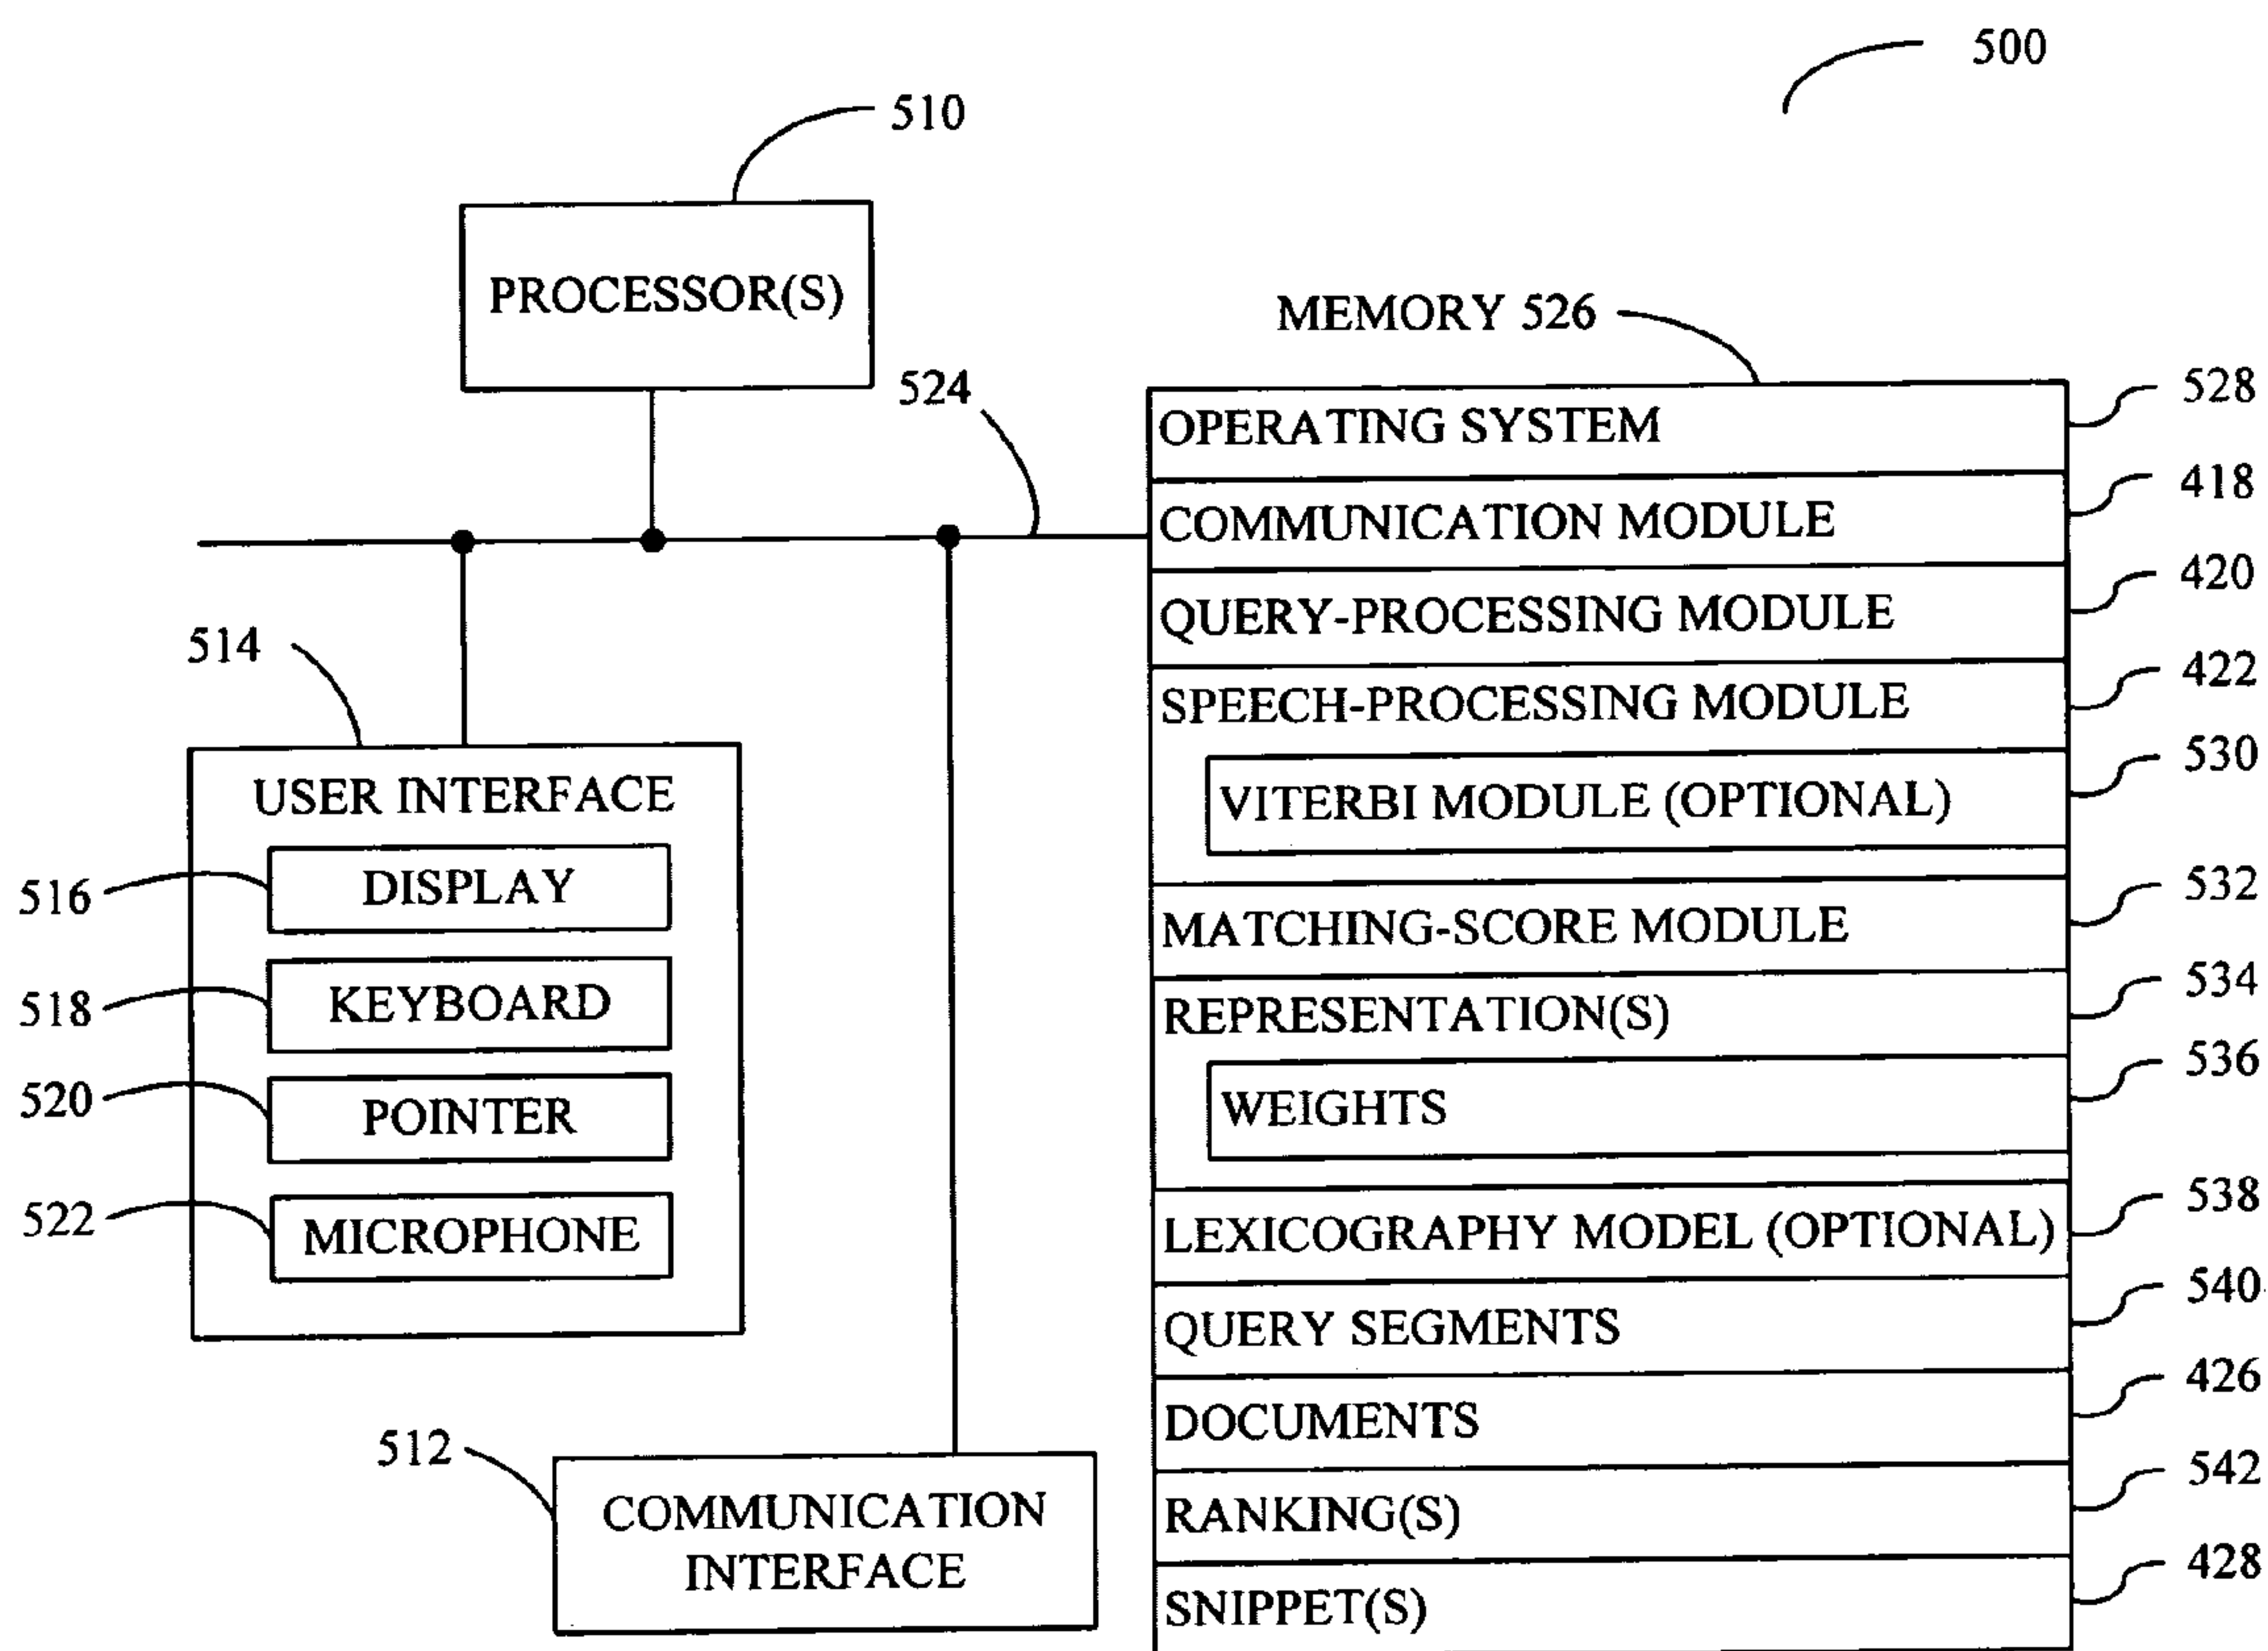 500
510
PROCESSOR(S)
MEMORY 526
524
OPERATING SYSTEM
528
COMMUNICATION MODULE
418
QUERY-PROCESSING MODULE
420
SPEECH-PROCESSING MODULE
422
VITERBI MODULE (OPTIONAL)
530
MATCHING-SCORE MODULE
532
REPRESENTATION(S)
534
WEIGHTS
536
LEXICOGRAPHY MODEL (OPTIONAL)
538
QUERY SEGMENTS
540
DOCUMENTS
426
RANKING(S)
542
SNIPPET(S)
428
514
USER INTERFACE
516
DISPLAY
518
KEYBOARD
520
POINTER
522
MICROPHONE
512
COMMUNICATION
INTERFACE